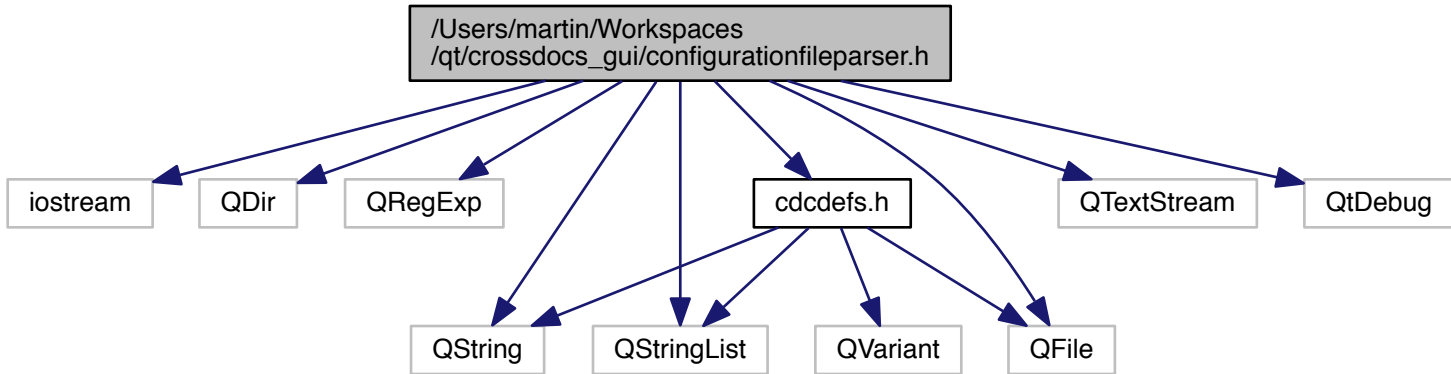 /Users/martin/Workspaces
/qt/crossdocs_gui/configurationfileparser.h
iostream
QDir
QRegExp
cdcdefs.h
QTextStream
QtDebug
QString
QStringList
QVariant
QFile